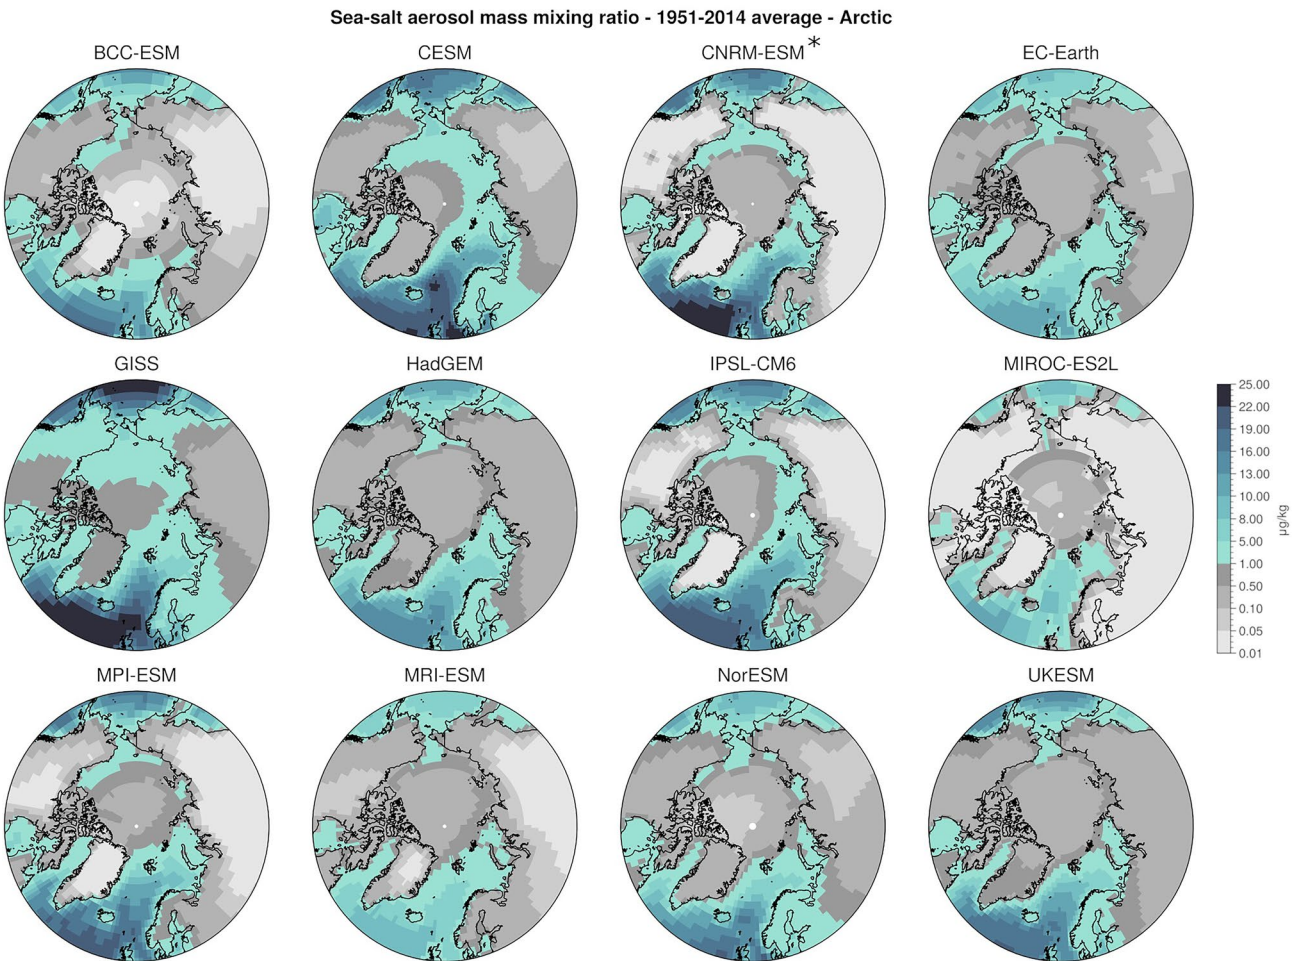 Sea-salt aerosol mass mixing ratio - 1951-2014 average - Arctic
BCC-ESM CESM CNRM-ESM* EC-Earth
GISS HadGEM IPSL-CM6 MIROC-ES2L
25.00
22.00
19.00
16.00
13.00
10.00
8.00
5.00
1.00
0.50
0.10
0.05
0.01
µg/kg
MPI-ESM MRI-ESM NorESM UKESM